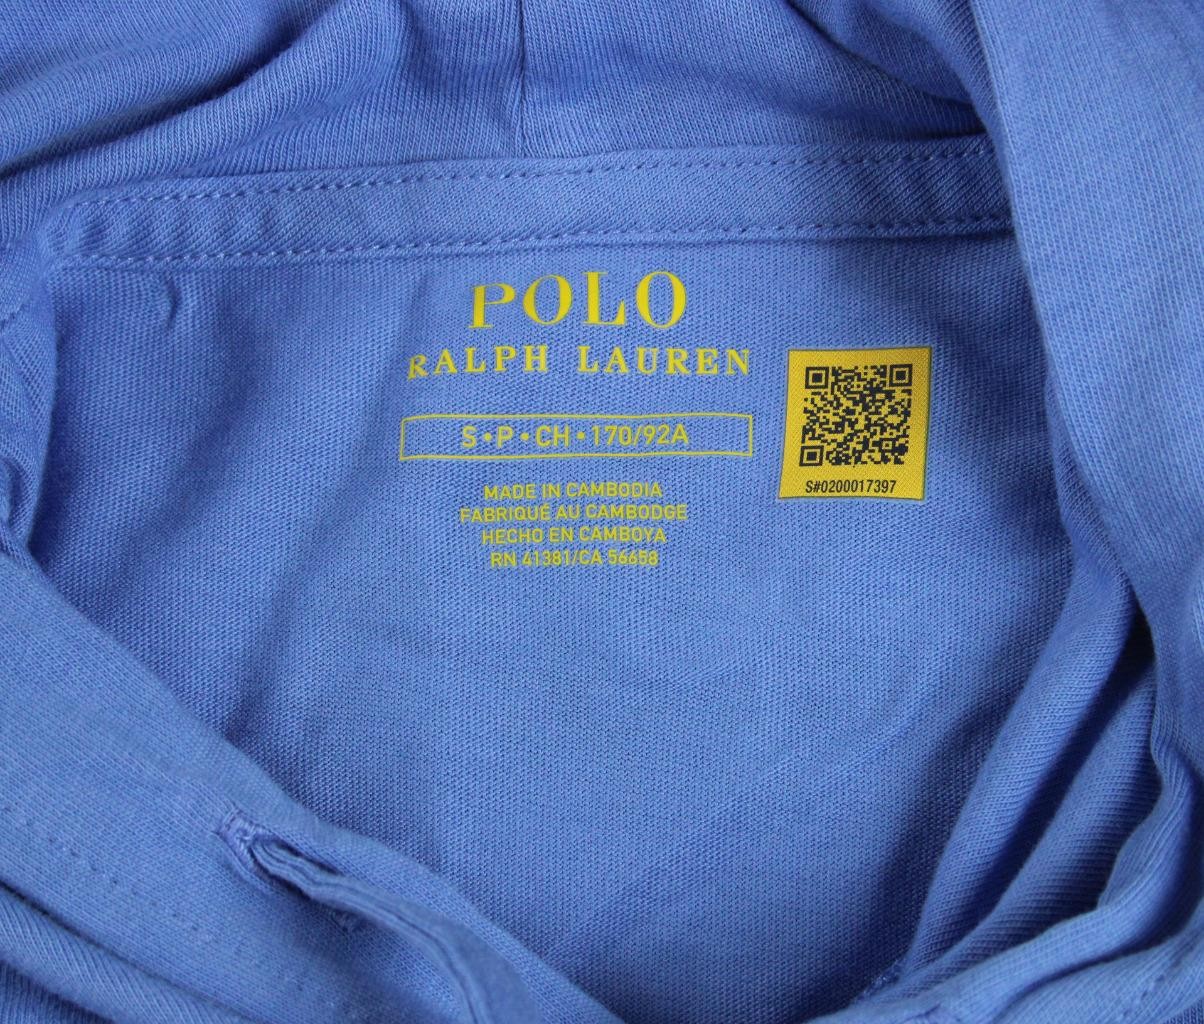 POLO
RALPH LAUREN
S•P•CH•170/92A
MADE IN CAMBODIA
FABRIQUÉ AU CAMBODGE
HECHO EN CAMBOYA
RN 41381/CA 56658
S#0200017397